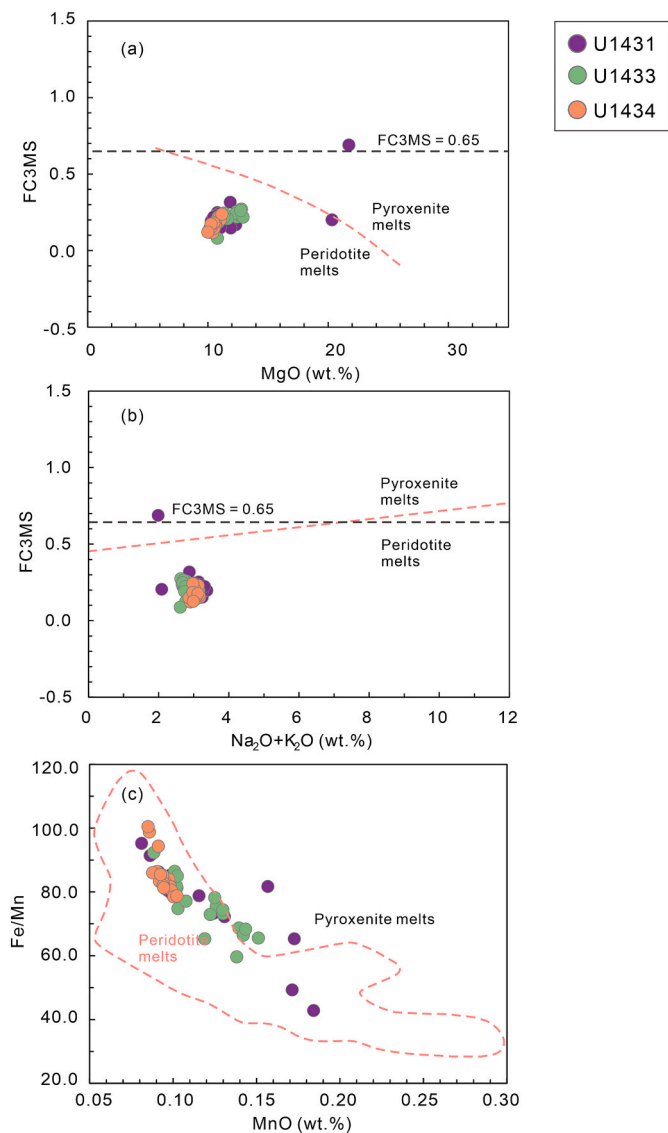 (a)
U1431
U1433
U1434
1.5
1.0
0.5
0.0
-0.5
FC3MS
FC3MS = 0.65
Pyroxenite
melts
Peridotite
melts
0 10 20 30
MgO (wt.%)
(b)
1.5
1.0
0.5
0.0
-0.5
FC3MS
Pyroxenite
melts
FC3MS = 0.65
Peridotite
melts
0 2 4 6 8 10 12
Na₂O+K₂O (wt.%)
(c)
120.0
100.0
80.0
60.0
40.0
20.0
Fe/Mn
Pyroxenite melts
Peridotite
melts
0.05 0.10 0.15 0.20 0.25 0.30
MnO (wt.%)